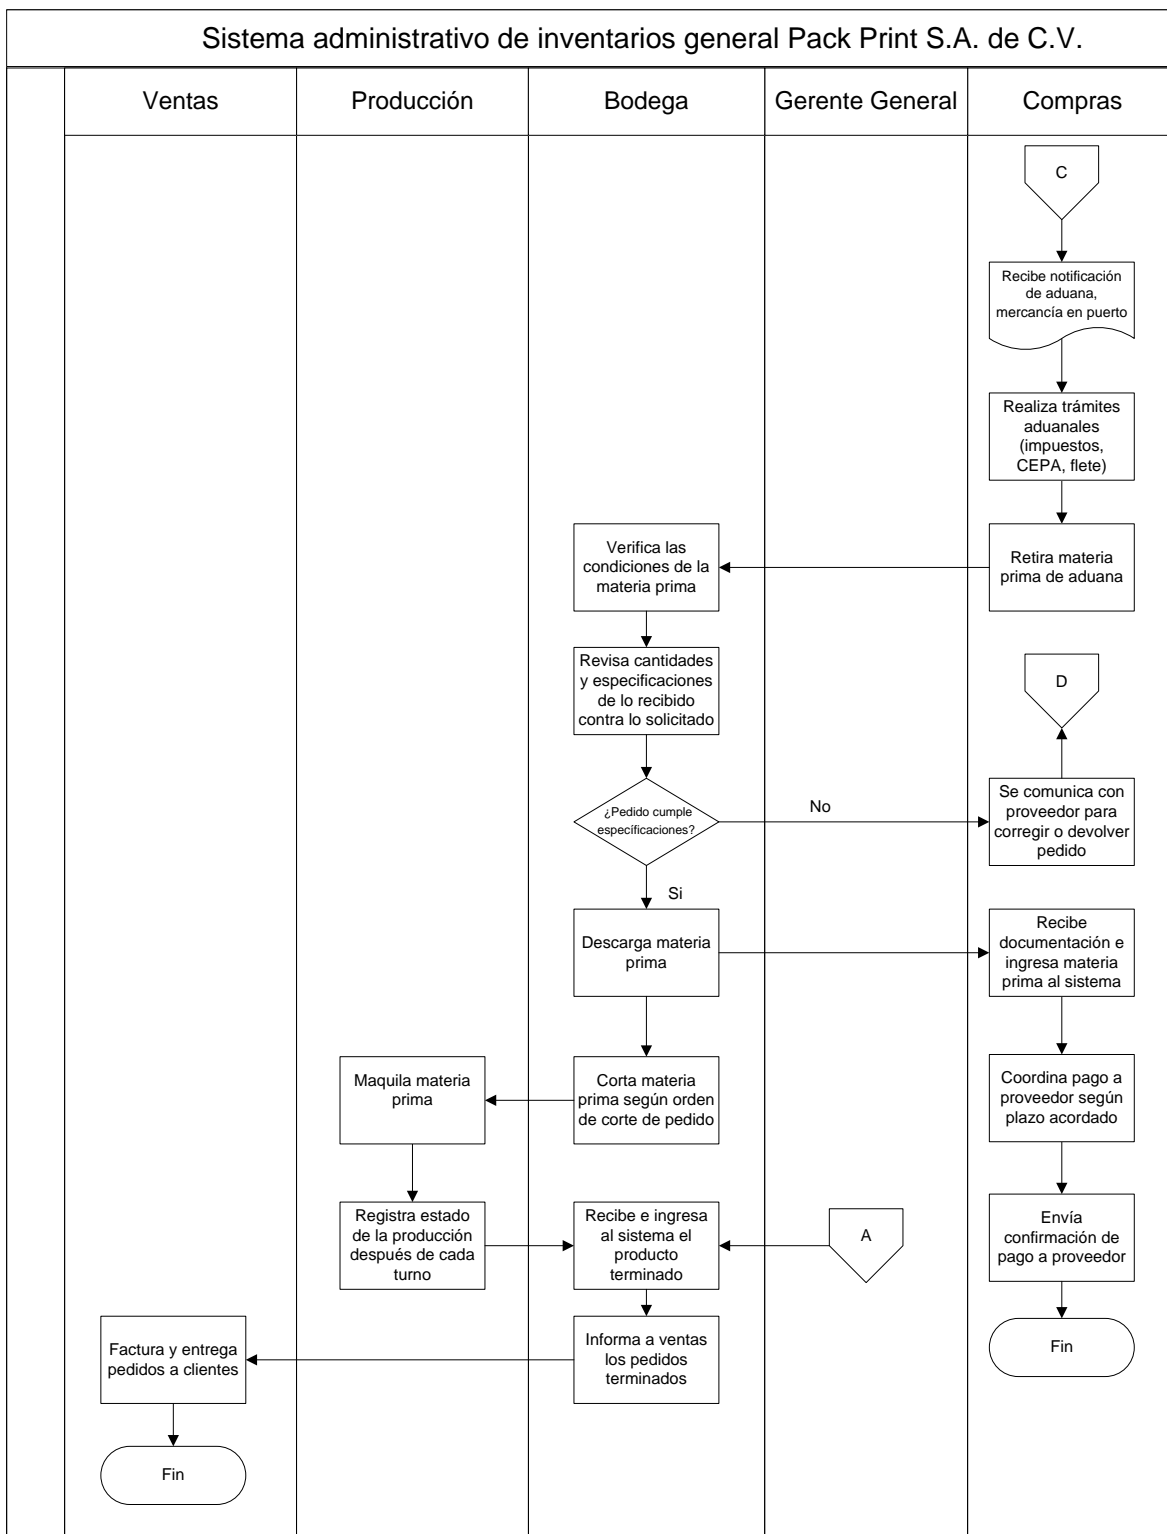 Sistema administrativo de inventarios general Pack Print S.A. de C.V.
Ventas
Producción
Bodega
Gerente General
Compras
C
Recibe notificación
de aduana,
mercancía en puerto
Realiza trámites
aduanales
(impuestos,
CEPA, flete)
Verifica las
condiciones de la
materia prima
Retira materia
prima de aduana
Revisa cantidades
y especificaciones
de lo recibido
contra lo solicitado
D
¿Pedido cumple
específicaciones?
No
Se comunica con
proveedor para
corregir o devolver
pedido
Si
Descarga materia
prima
Recibe
documentación e
ingresa materia
prima al sistema
Maquila materia
prima
Corta materia
prima según orden
de corte de pedido
Coordina pago a
proveedor según
plazo acordado
Registra estado
de la producción
después de cada
turno
Recibe e ingresa
al sistema el
producto
terminado
A
Envía
confirmación de
pago a proveedor
Factura y entrega
pedidos a clientes
Informa a ventas
los pedidos
terminados
Fin
Fin